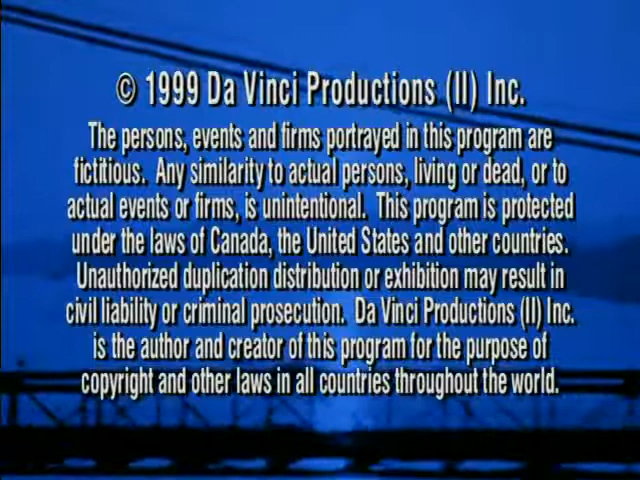 © 1999 Da Vinci Productions (II) Inc.
The persons, events and firms portrayed in this program are
fictitious. Any similarity to actual persons, living or dead, or to
actual events or firms, is unintentional. This program is protected
under the laws of Canada, the United States and other countries.
Unauthorized duplication distribution or exhibition may result in
civil liability or criminal prosecution. Da Vinci Productions (II) Inc.
is the author and creator of this program for the purpose of
copyright and other laws in all countries throughout the world.